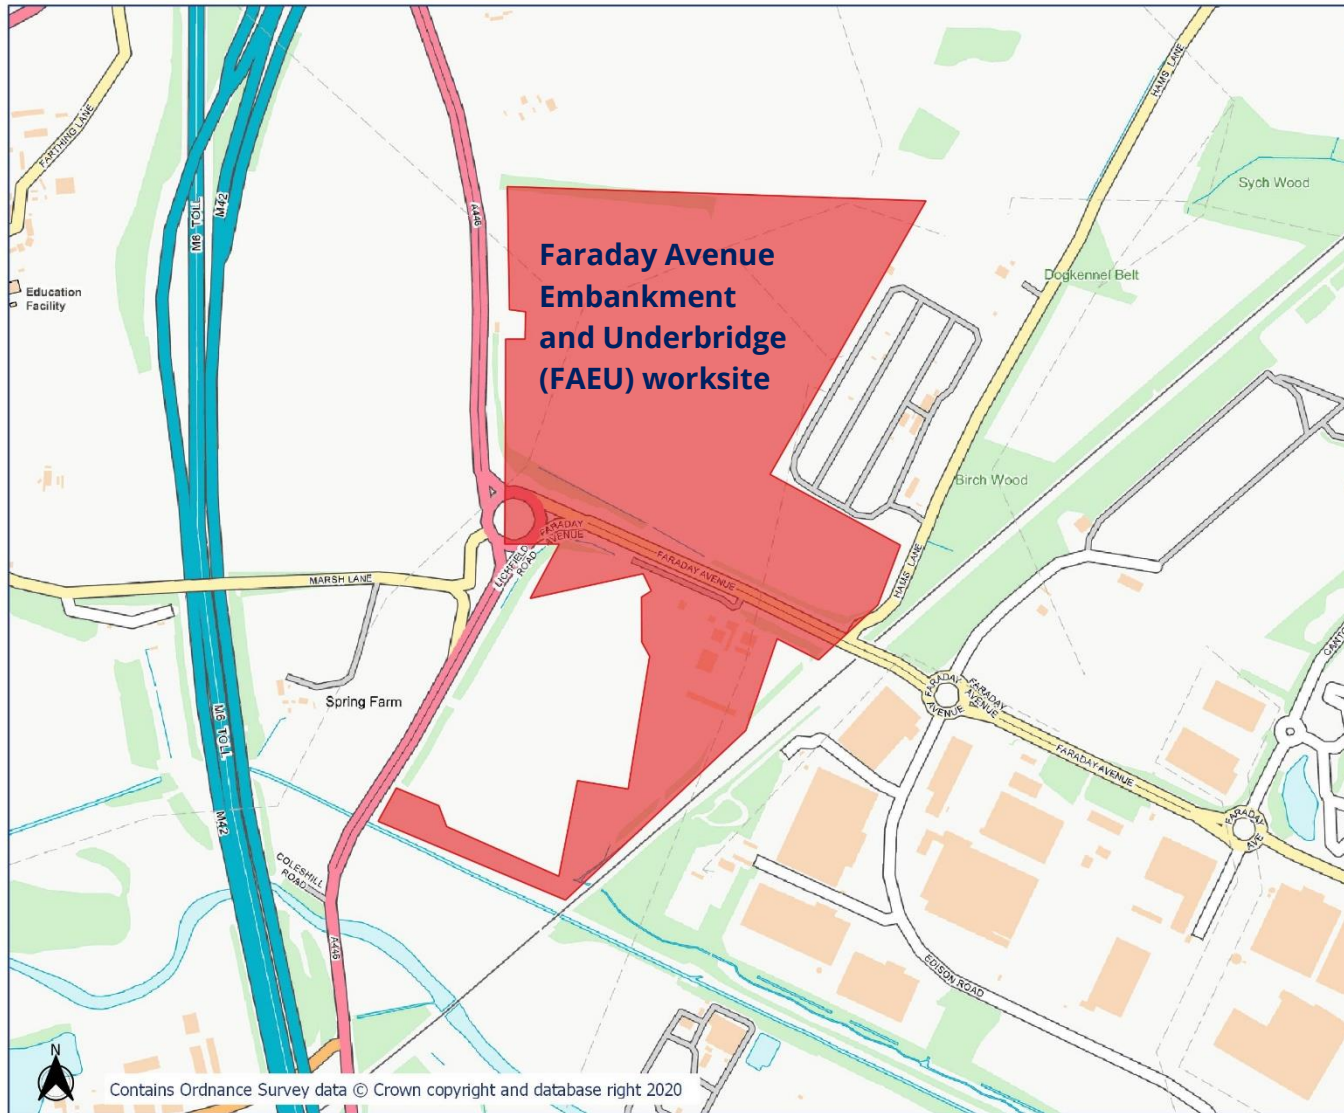 FARTHING LANE
M6 TOLL
M42
A446
HAMS LANE
Sych Wood
Faraday Avenue
Embankment
and Underbridge
(FAEU) worksite
Dogkennel Belt
Education
Facility
Birch Wood
FARADAY
AVENUE
LICHFIELD
ROAD
FARADAY AVENUE
MARSH LANE
HAMS LANE
Spring Farm
FARADAY
AVENUE
FARADAY
AVENUE
M6 TOLL
M42
FARADAY AVENUE
FARADAY
AVE
COLESHILL
ROAD
A446
EDISON ROAD
N
Contains Ordnance Survey data © Crown copyright and database right 2020